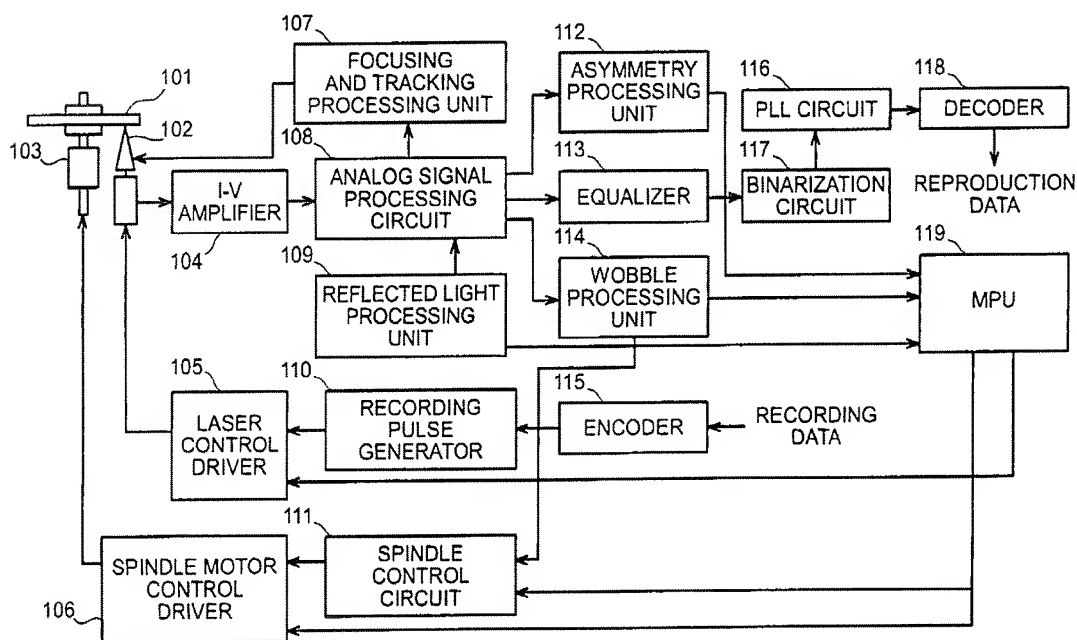 107
FOCUSING
AND TRACKING
PROCESSING UNIT
112
ASYMMETRY
PROCESSING
UNIT
116
PLL CIRCUIT
118
DECODER
101
102
103
108
ANALOG SIGNAL
PROCESSING
CIRCUIT
113
EQUALIZER
117
BINARIZATION
CIRCUIT
REPRODUCTION
DATA
I-V
AMPLIFIER
104
109
REFLECTED LIGHT
PROCESSING
UNIT
114
WOBBLE
PROCESSING
UNIT
119
MPU
105
LASER
CONTROL
DRIVER
110
RECORDING
PULSE
GENERATOR
115
ENCODER
RECORDING
DATA
111
SPINDLE
CONTROL
CIRCUIT
SPINDLE MOTOR
CONTROL
DRIVER
106